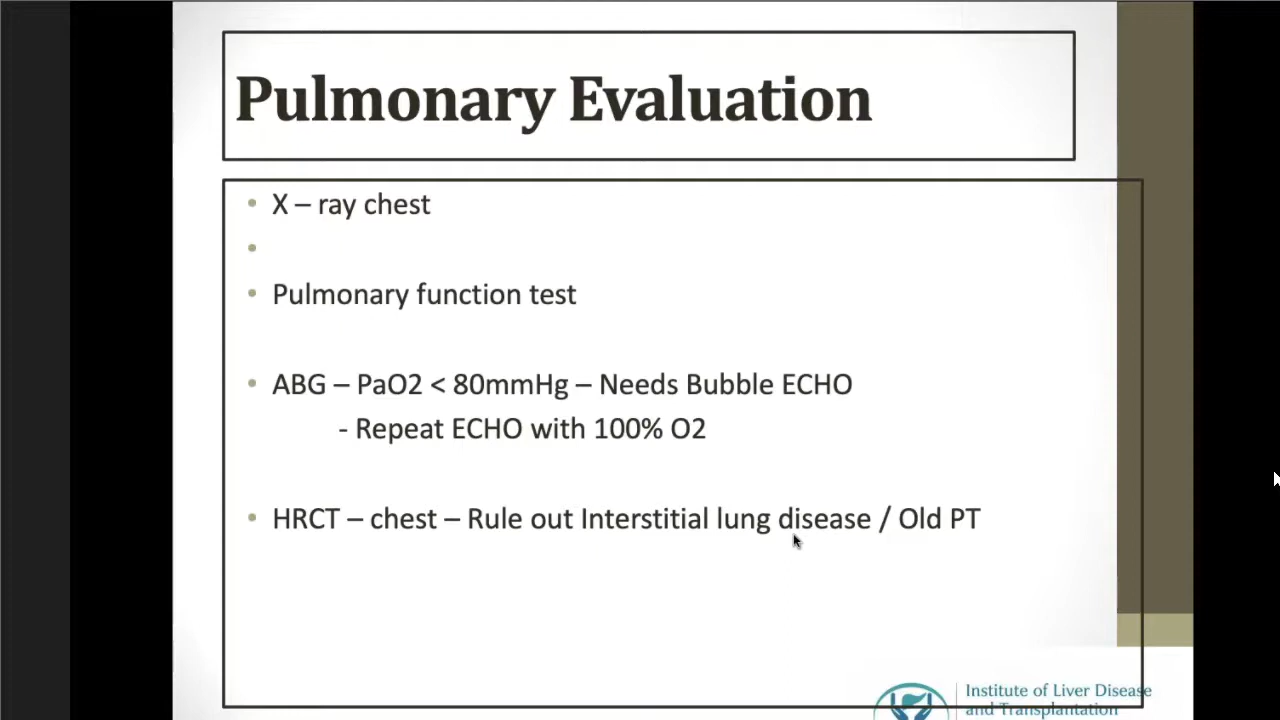 Pulmonary Evaluation
• X – ray chest
•
• Pulmonary function test
• ABG – PaO2 < 80mmHg – Needs Bubble ECHO
- Repeat ECHO with 100% O2
• HRCT – chest – Rule out Interstitial lung disease / Old PT
Institute of Liver Disease
and Transplantation